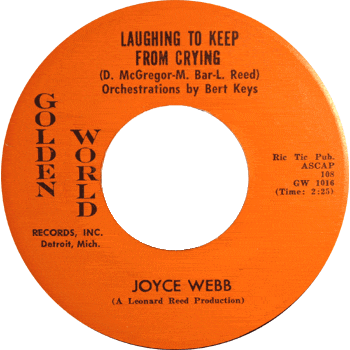 LAUGHING TO KEEP
FROM CRYING
(D. McGregor-M. Bar-L. Reed)
Orchestrations by Bert Keys
GOLDEN
WORLD
RECORDS, INC.
Detroit, Mich.
Ric Tic Pub.
ASCAP
108
GW 1016
(Time: 2:25)
JOYCE WEBB
(A Leonard Reed Production)